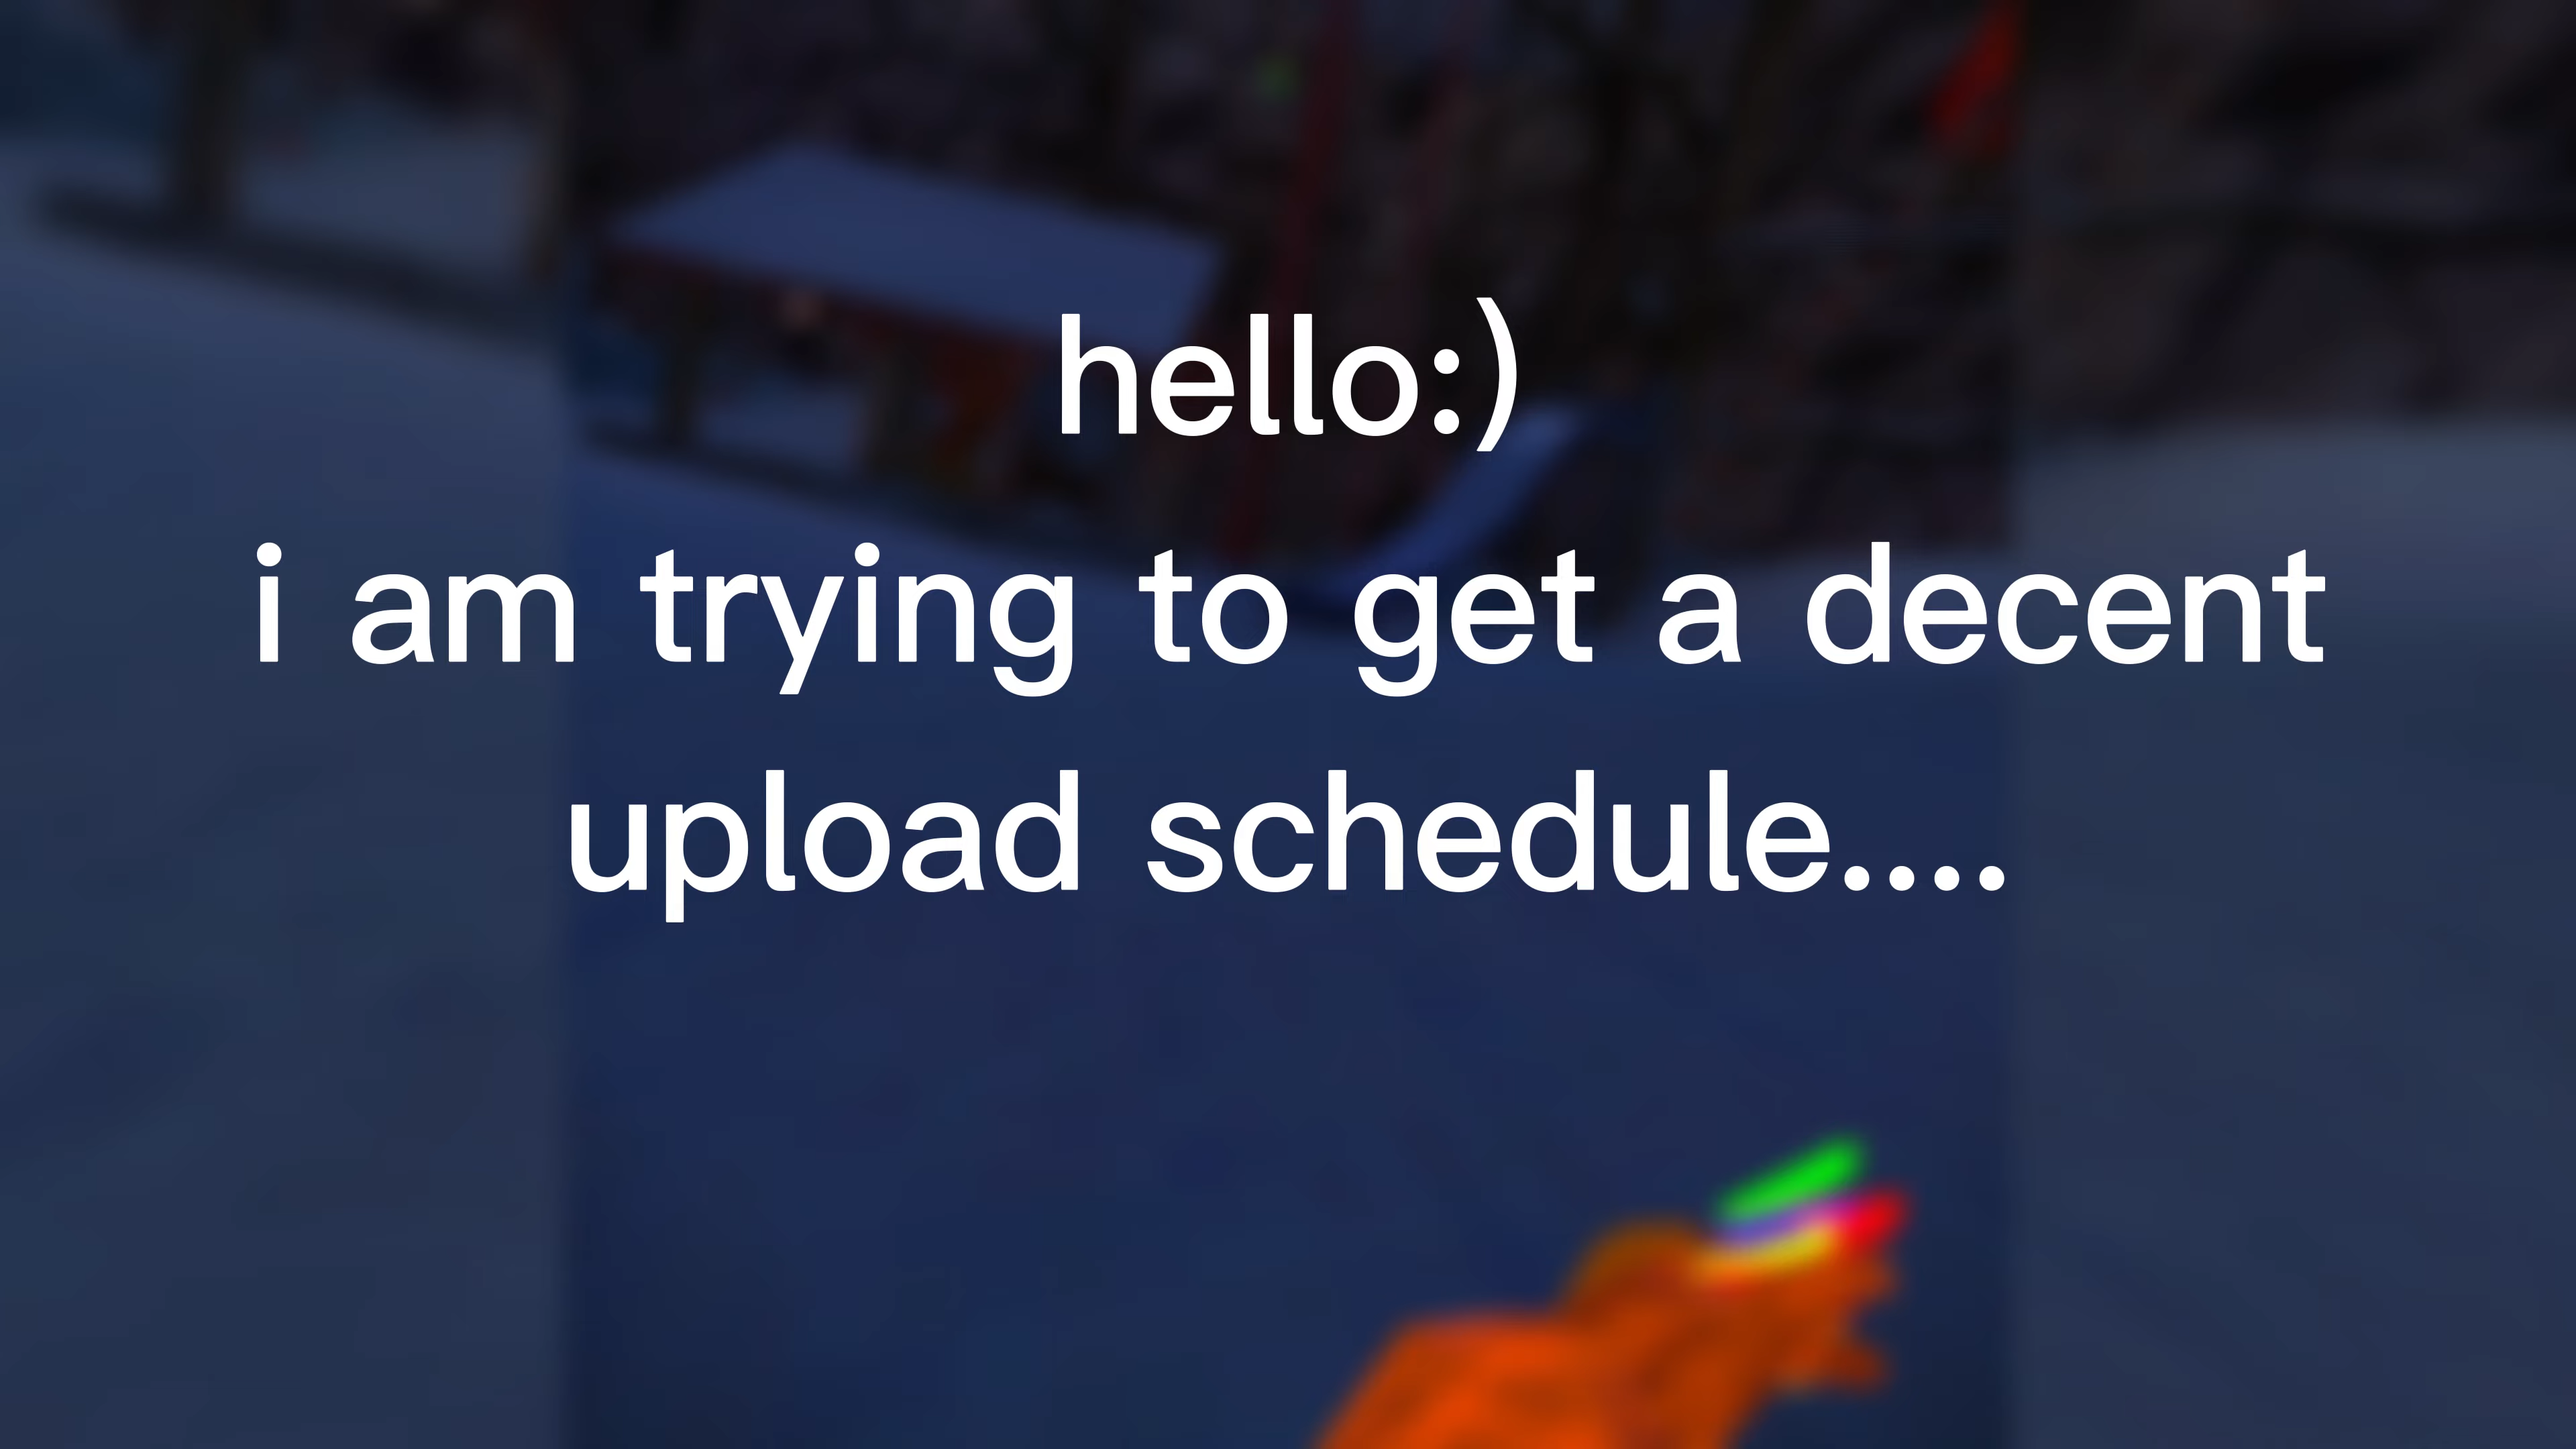 hello:)
i am trying to get a decent
upload schedule....